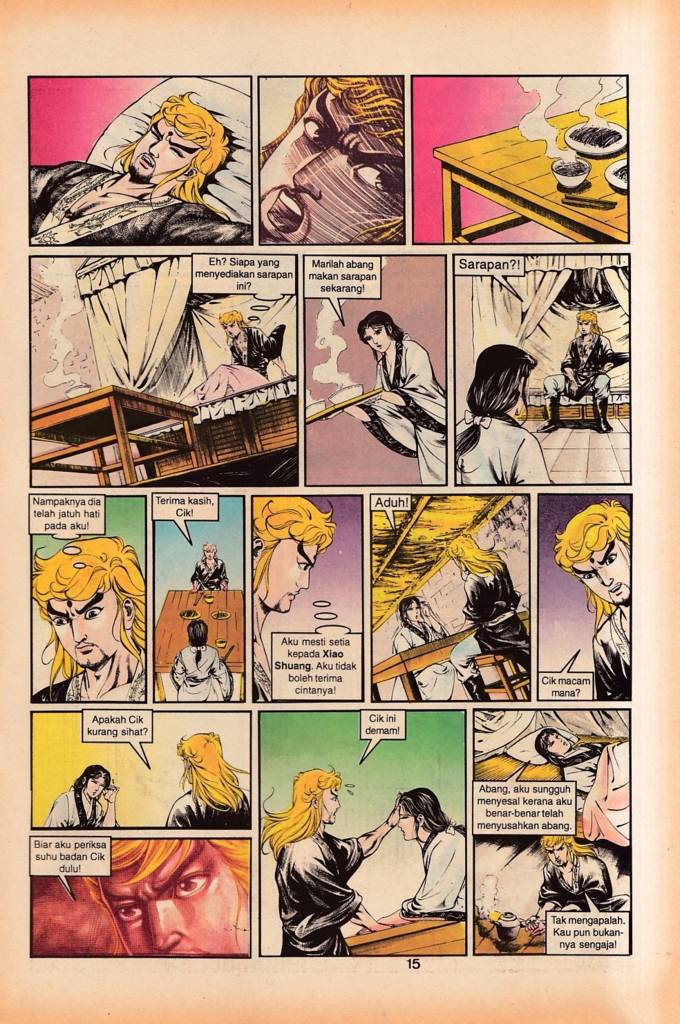 Eh? Siapa yang
menyediakan sarapan
ini?
Marilah abang
makan sarapan
sekarang!
Sarapan?!
Nampaknya dia
telah jatuh hati
pada aku!
Terima kasih,
Cik!
Aku mesti setia
kepada Xiao
Shuang. Aku tidak
boleh terima
cintanya!
Aduh!
Cik macam
mana?
Apakah Cik
kurang sihat?
Biar aku periksa
suhu badan Cik
dulu!
Cik ini
demam!
Abang, aku sungguh
menyesal kerana aku
benar-benar telah
menyusahkan abang.
Tak mengapalah.
Kau pun bukan-
nya sengaja!
15